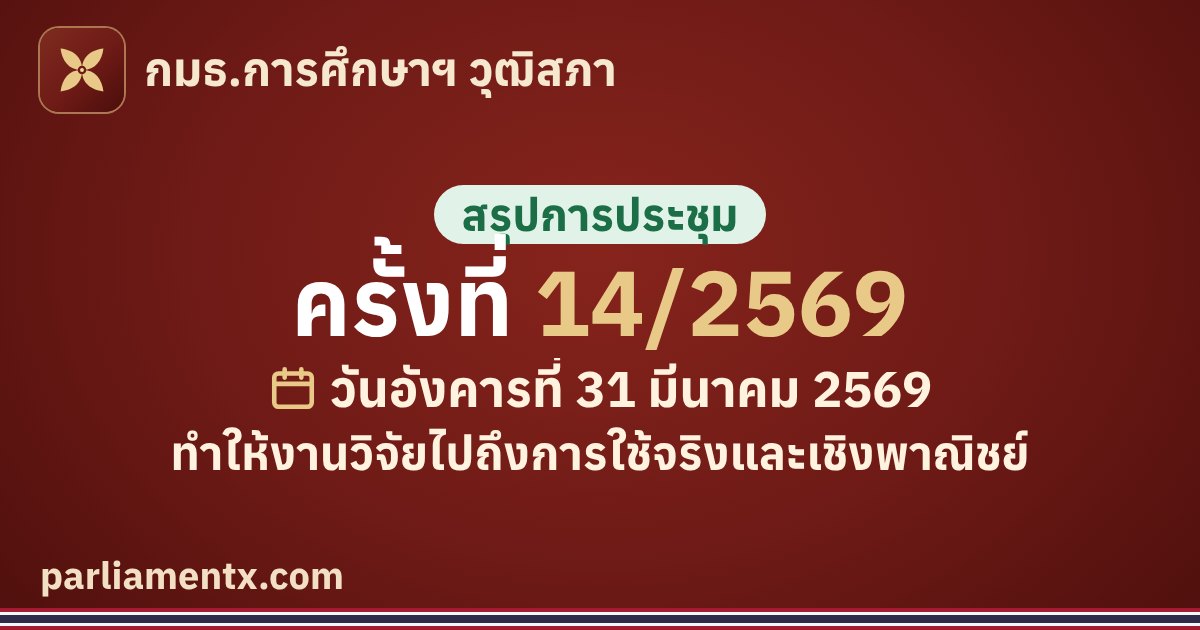 กมธ.การศึกษาฯ วุฒิสภา
สรุปการประชุม
ครั้งที่ 14/2569
วันอังคารที่ 31 มีนาคม 2569
ทำให้งานวิจัยไปถึงการใช้จริงและเชิงพาณิชย์
parliamentx.com